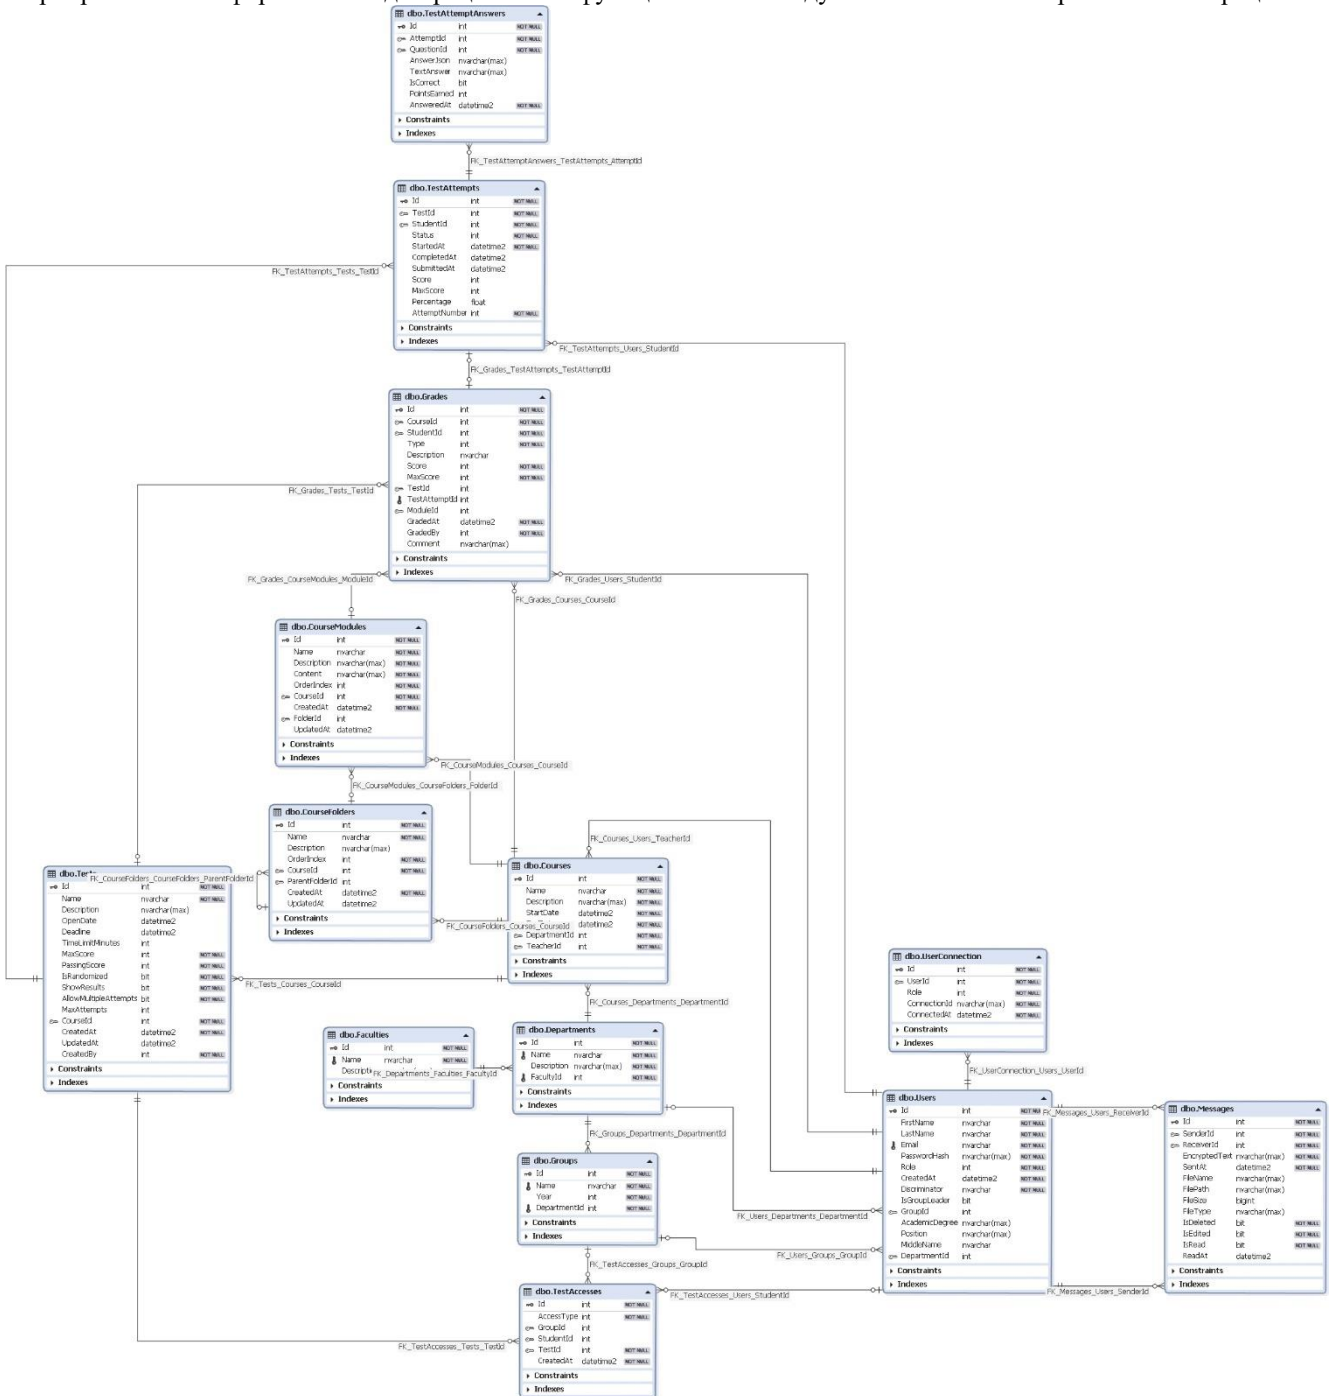 dbo.TestAttemptAnswers
Id int NOT NULL
AttemptId int NOT NULL
QuestionId int NOT NULL
AnswerJson nvarchar(max)
TextAnswer nvarchar(max)
IsCorrect bit
PointsEarned int
AnsweredAt datetime2 NOT NULL
Constraints
Indexes
FK_TestAttemptAnswers_TestAttempts_AttemptId
dbo.TestAttempts
Id int NOT NULL
TestId int NOT NULL
StudentId int NOT NULL
Status int NOT NULL
StartedAt datetime2 NOT NULL
CompletedAt datetime2
SubmittedAt datetime2
Score int
MaxScore int
Percentage float
AttemptNumber int NOT NULL
Constraints
Indexes
FK_TestAttempts_Tests_TestId
FK_TestAttempts_Users_StudentId
FK_Grades_TestAttempts_TestAttemptId
dbo.Grades
Id int NOT NULL
CourseId int NOT NULL
StudentId int NOT NULL
Type int NOT NULL
Description nvarchar
Score int NOT NULL
MaxScore int NOT NULL
TestId int
TestAttemptId int
ModuleId int
GradedAt datetime2 NOT NULL
GradedBy int NOT NULL
Comment nvarchar(max)
Constraints
Indexes
FK_Grades_Tests_TestId
FK_Grades_CourseModules_ModuleId
FK_Grades_Users_StudentId
FK_Grades_Courses_CourseId
dbo.CourseModules
Id int NOT NULL
Name nvarchar NOT NULL
Description nvarchar(max) NOT NULL
Content nvarchar(max) NOT NULL
OrderIndex int NOT NULL
CourseId int NOT NULL
CreatedAt datetime2 NOT NULL
FolderId int
UpdatedAt datetime2
Constraints
Indexes
FK_CourseModules_Courses_CourseId
FK_CourseModules_CourseFolders_FolderId
dbo.CourseFolders
Id int NOT NULL
Name nvarchar NOT NULL
Description nvarchar(max)
OrderIndex int NOT NULL
CourseId int NOT NULL
ParentFolderId int
CreatedAt datetime2 NOT NULL
UpdatedAt datetime2
Constraints
Indexes
FK_CourseFolders_CourseFolders_ParentFolderId
FK_CourseFolders_Courses_CourseId
FK_Courses_Users_TeacherId
dbo.Courses
Id int NOT NULL
Name nvarchar NOT NULL
Description nvarchar(max) NOT NULL
StartDate datetime2 NOT NULL
datetime2 NOT NULL
DepartmentId int NOT NULL
TeacherId int NOT NULL
Constraints
Indexes
Id int NOT NULL
Name nvarchar NOT NULL
Description nvarchar(max)
OpenDate datetime2
Deadline datetime2
TimeLimitMinutes int
MaxScore int NOT NULL
PassingScore int NOT NULL
IsRandomized bit NOT NULL
ShowResults bit NOT NULL
AllowMultipleAttempts bit NOT NULL
MaxAttempts int
CourseId int NOT NULL
CreatedAt datetime2 NOT NULL
UpdatedAt datetime2
CreatedBy int NOT NULL
Constraints
Indexes
FK_Tests_Courses_CourseId
FK_Courses_Departments_DepartmentId
dbo.UserConnection
Id int NOT NULL
UserId int NOT NULL
Role int NOT NULL
ConnectionId nvarchar(max) NOT NULL
ConnectedAt datetime2 NOT NULL
Constraints
Indexes
FK_UserConnection_Users_UserId
dbo.Faculties
Id int NOT NULL
Name nvarchar NOT NULL
Constraints
Indexes
FK_Departments_Faculties_FacultyId
dbo.Departments
Id int NOT NULL
Name nvarchar NOT NULL
Description nvarchar(max) NOT NULL
FacultyId int NOT NULL
Constraints
Indexes
FK_Groups_Departments_DepartmentId
dbo.Groups
Id int NOT NULL
Name nvarchar NOT NULL
Year int NOT NULL
DepartmentId int NOT NULL
Constraints
Indexes
FK_Users_Departments_DepartmentId
FK_Users_Groups_GroupId
FK_TestAccesses_Groups_GroupId
dbo.TestAccesses
Id int NOT NULL
AccessType int NOT NULL
GroupId int
StudentId int
TestId int NOT NULL
CreatedAt datetime2 NOT NULL
Constraints
Indexes
FK_TestAccesses_Users_StudentId
FK_TestAccesses_Tests_TestId
dbo.Users
Id int
FirstName nvarchar NOT NULL
LastName nvarchar NOT NULL
Email nvarchar NOT NULL
PasswordHash nvarchar(max) NOT NULL
Role int NOT NULL
CreatedAt datetime2 NOT NULL
Discriminator nvarchar NOT NULL
IsGroupLeader bit
GroupId int
AcademicDegree nvarchar(max)
Position nvarchar(max)
MiddleName nvarchar
DepartmentId int
Constraints
Indexes
FK_Messages_Users_ReceiverId
FK_Messages_Users_SenderId
dbo.Messages
Id int NOT NULL
SenderId int NOT NULL
ReceiverId int NOT NULL
EncryptedText nvarchar(max) NOT NULL
SentAt datetime2 NOT NULL
FileName nvarchar(max)
FilePath nvarchar(max)
FileSize bigint
FileType nvarchar(max)
IsDeleted bit NOT NULL
IsEdited bit NOT NULL
IsRead bit NOT NULL
ReadAt datetime2
Constraints
Indexes